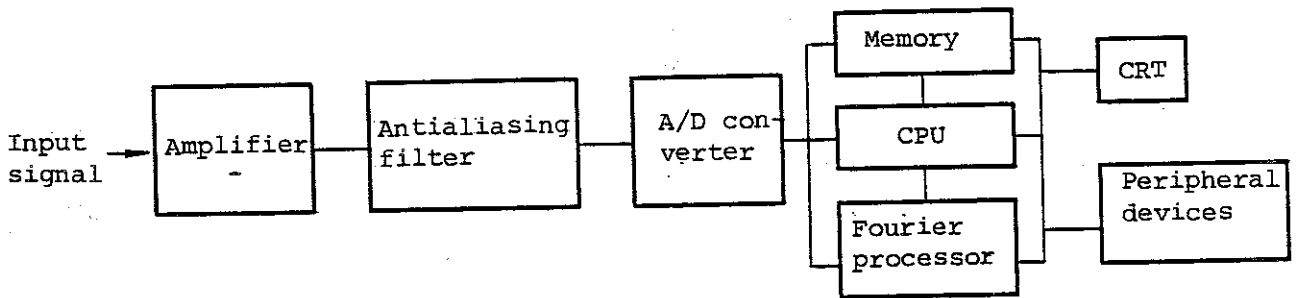 Input
signal
Amplifier
Antialiasing
filter
A/D con-
verter
Memory
CPU
Fourier
processor
CRT
Peripheral
devices